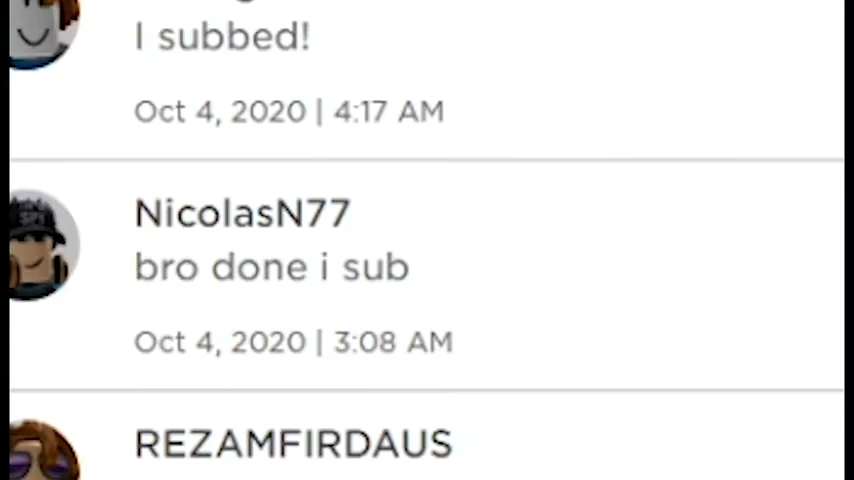 I subbed!
Oct 4, 2020 | 4:17 AM
NicolasN77
bro done i sub
Oct 4, 2020 | 3:08 AM
REZAMFIRDAUS